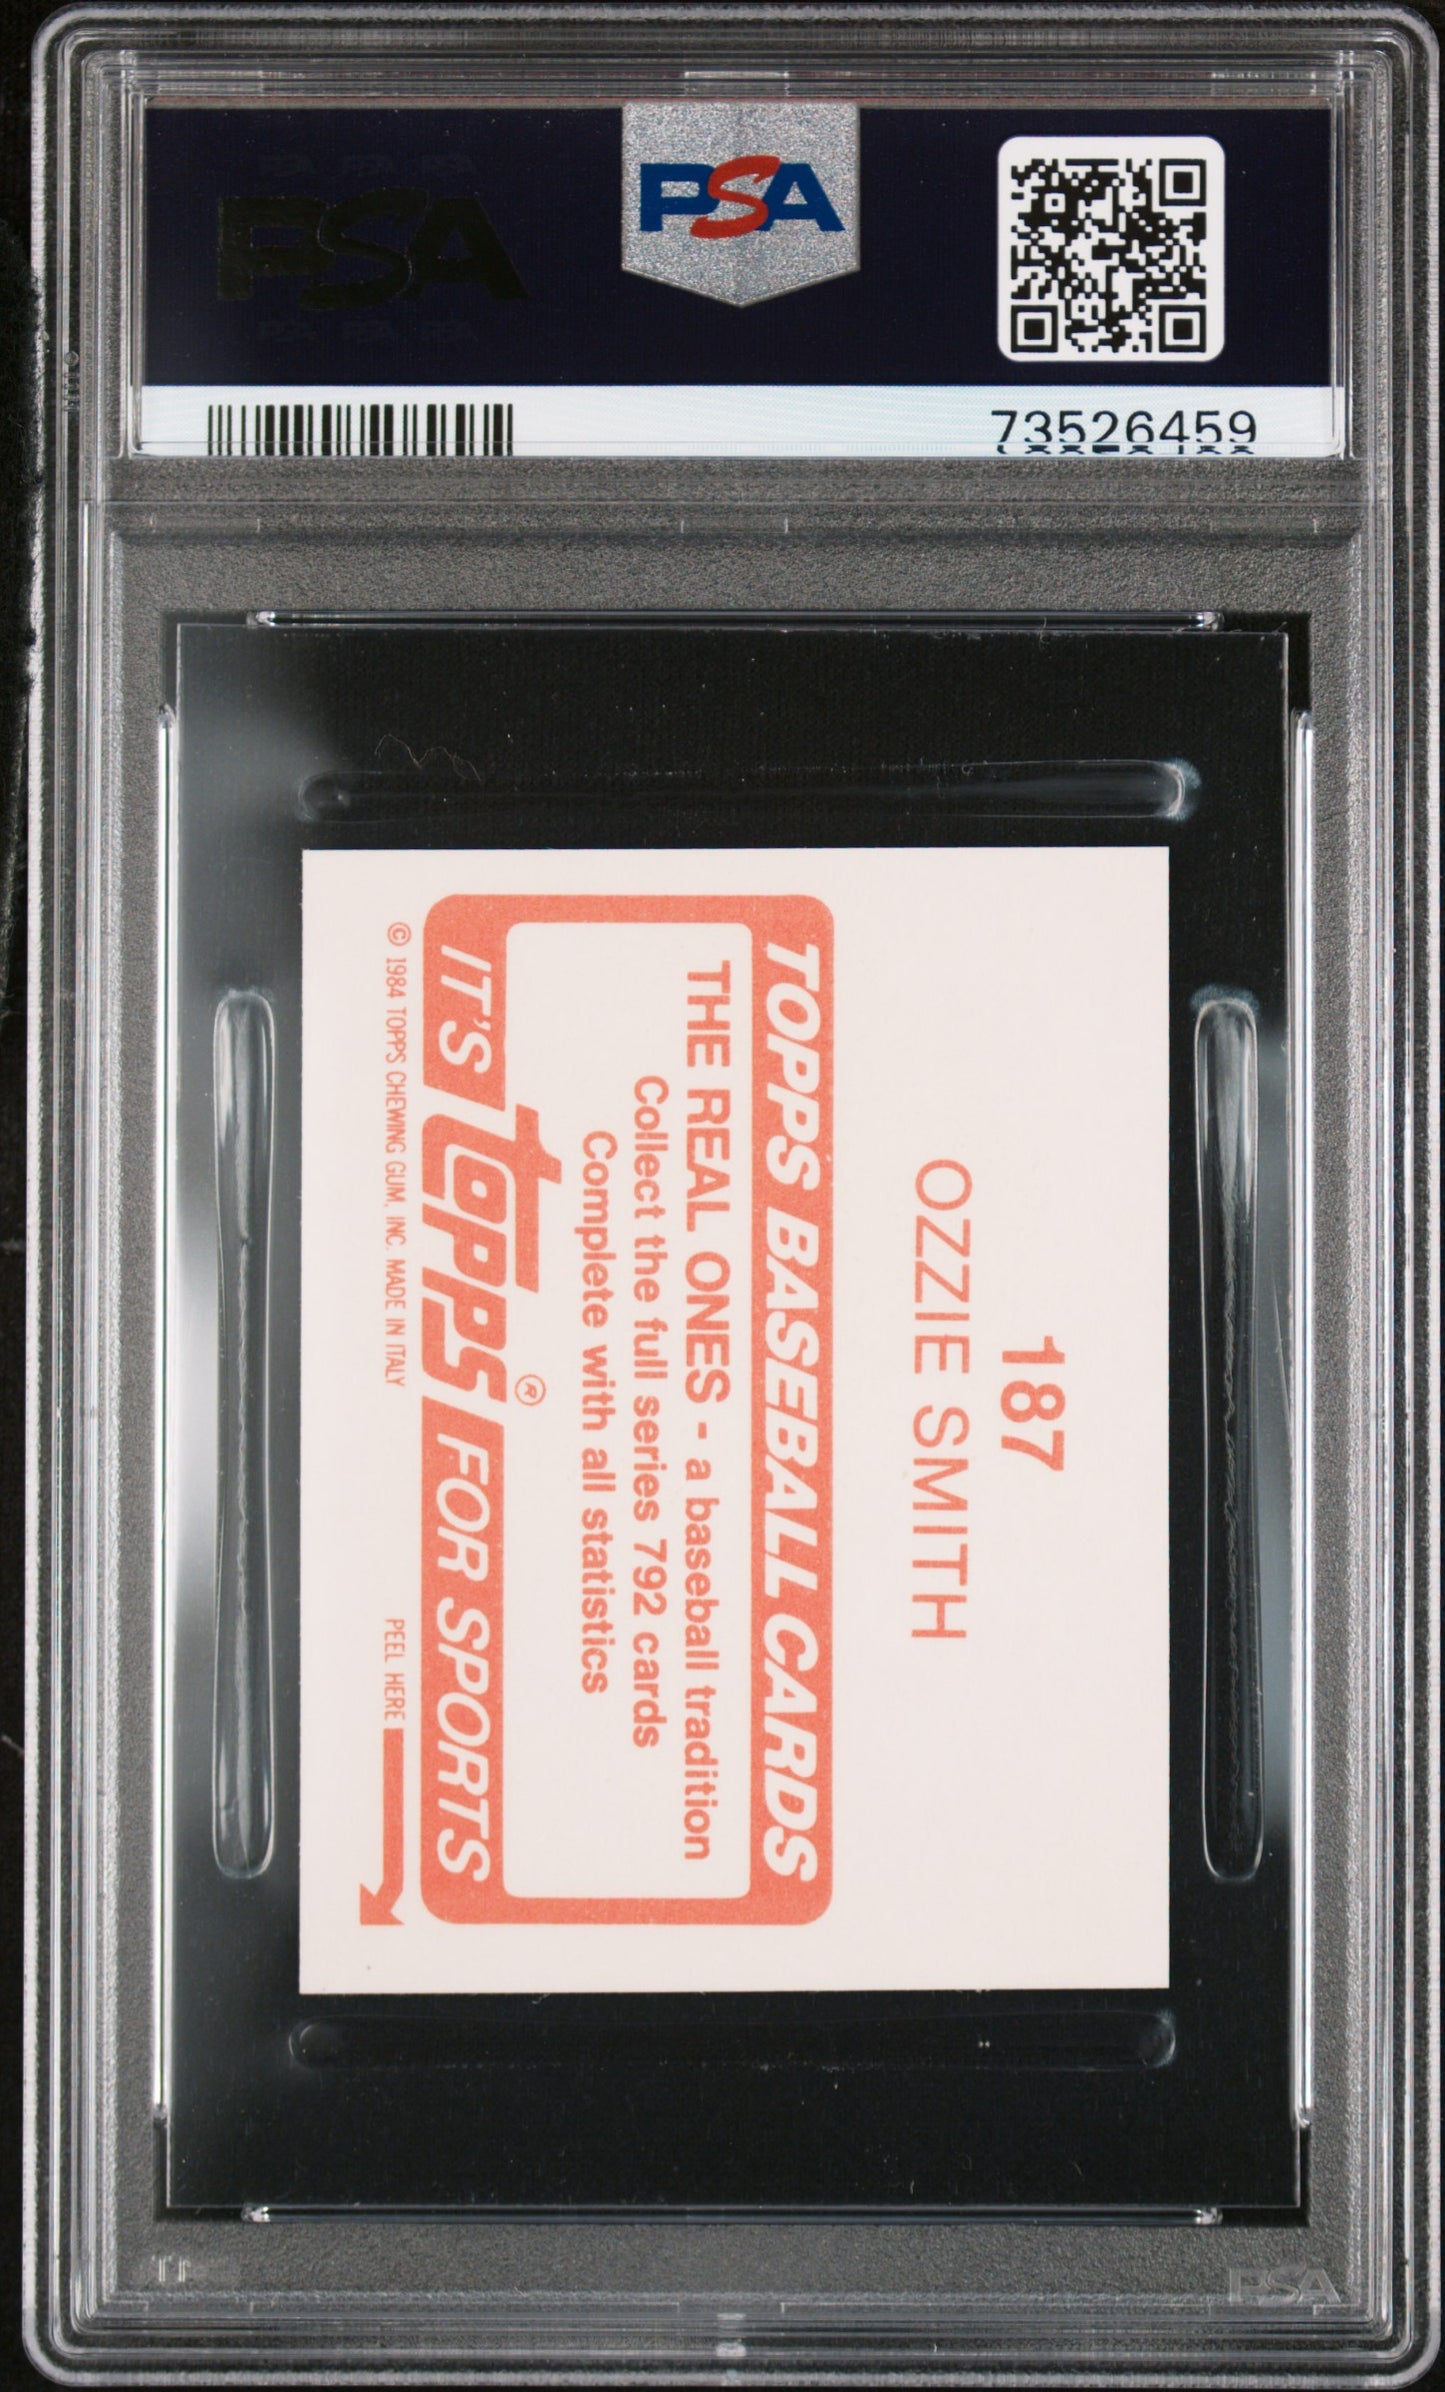 PSA
PSA
73526459
187
OZZIE SMITH
TOPPS BASEBALL CARDS
THE REAL ONES - a baseball tradition
Collect the full series 792 cards
Complete with all statistics
IT'S Topps® FOR SPORTS
© 1984 TOPPS CHEWING GUM, INC. MADE IN ITALY
PEEL HERE
PSA